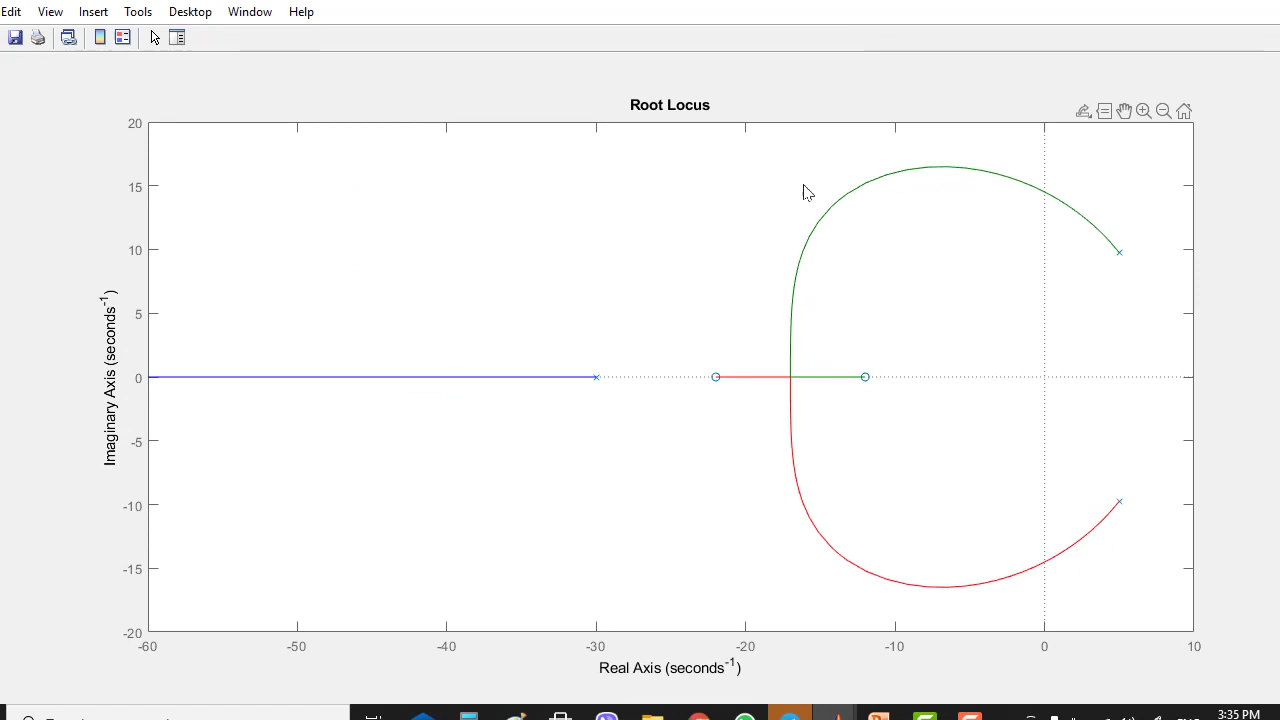 Edit View Insert Tools Desktop Window Help
Root Locus
20
15
10
5
0
-5
-10
-15
-20
Imaginary Axis (seconds-1)
-60 -50 -40 -30 -20 -10 0 10
Real Axis (seconds-1)
3:35 PM